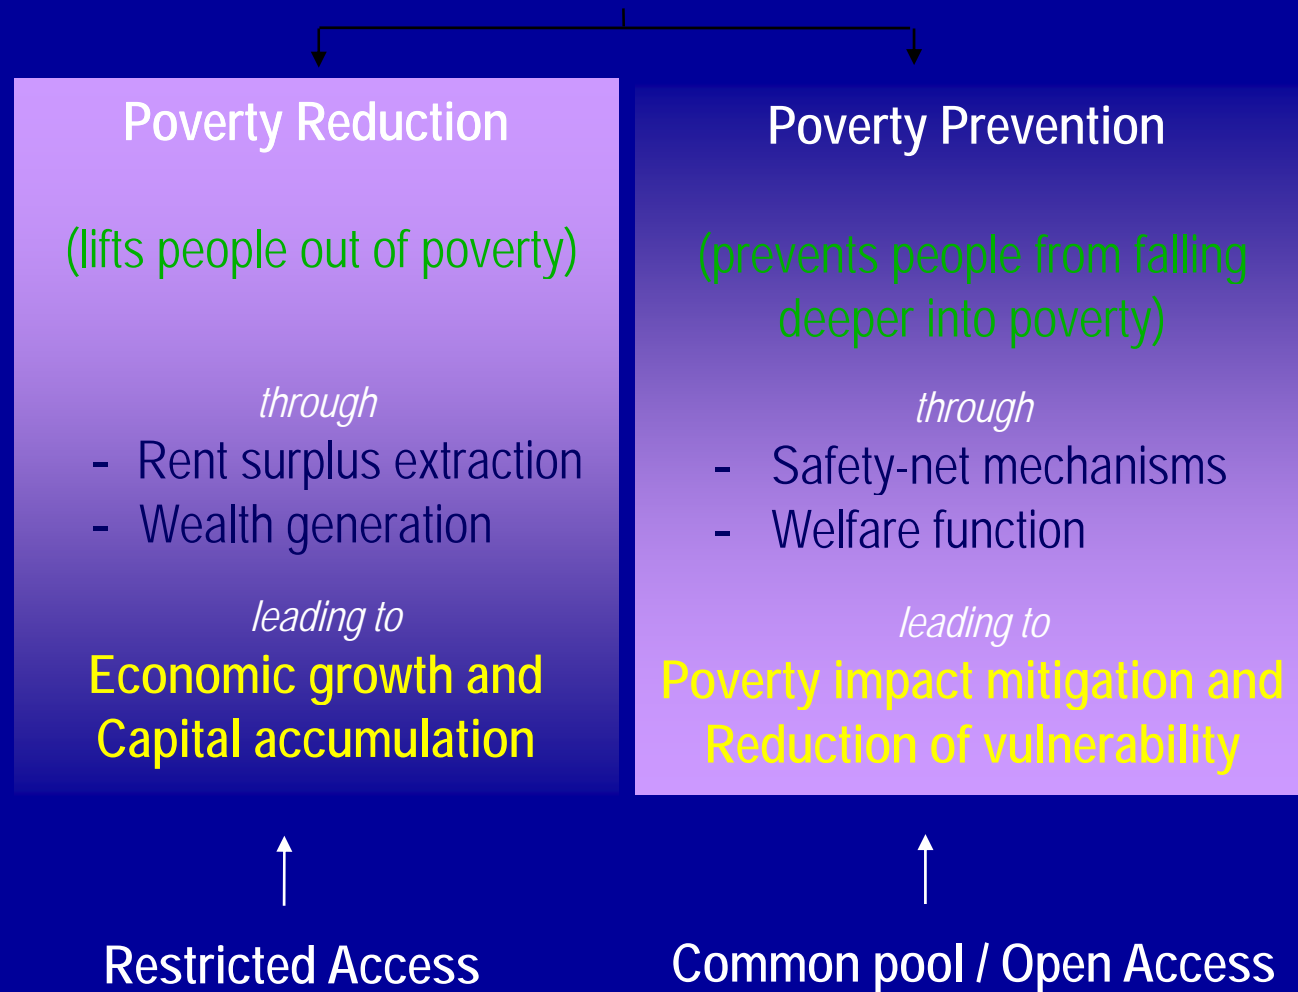 Poverty Reduction
(lifts people out of poverty)
through
- Rent surplus extraction
- Wealth generation
leading to
Economic growth and
Capital accumulation
Restricted Access
Poverty Prevention
(prevents people from falling
deeper into poverty)
through
- Safety-net mechanisms
- Welfare function
leading to
Poverty impact mitigation and
Reduction of vulnerability
Common pool / Open Access